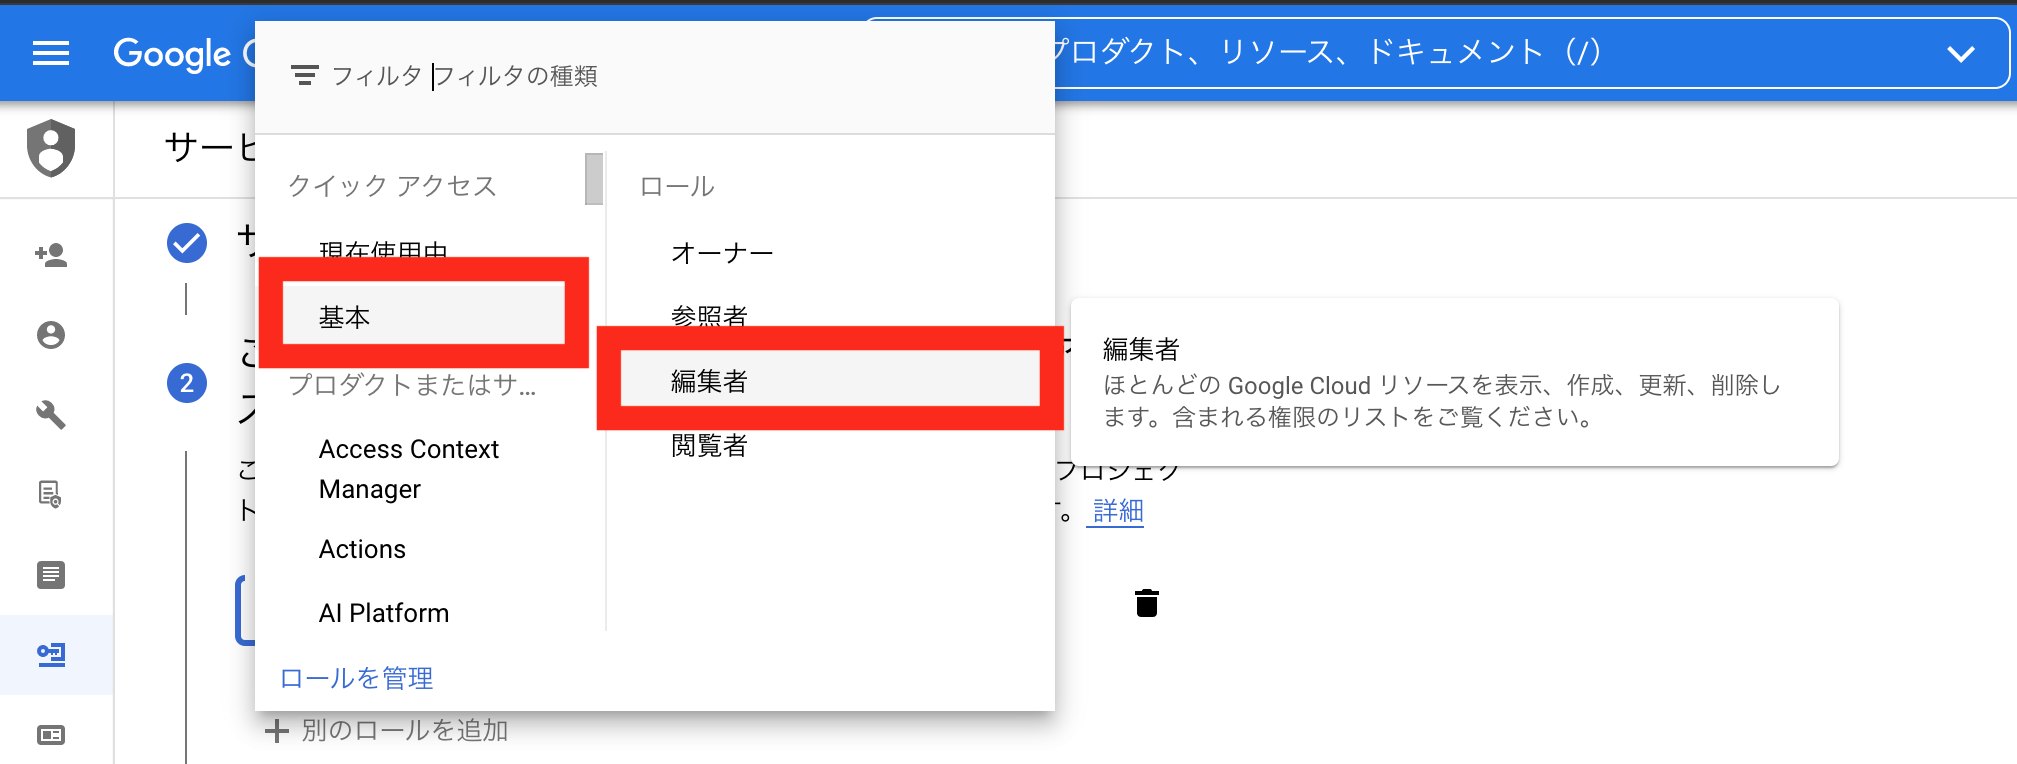 Google C
プロダクト、リソース、ドキュメント (/)
フィルタ フィルタの種類
サービ
クイック アクセス
現在使用中
基本
プロダクトまたはサ...
Access Context
Manager
Actions
AI Platform
ロールを管理
ロール
オーナー
参照者
編集者
閲覧者
編集者
ほとんどの Google Cloud リソースを表示、作成、更新、削除し
ます。含まれる権限のリストをご覧ください。
2
こ
プロジェク
ト
。 詳細
別のロールを追加